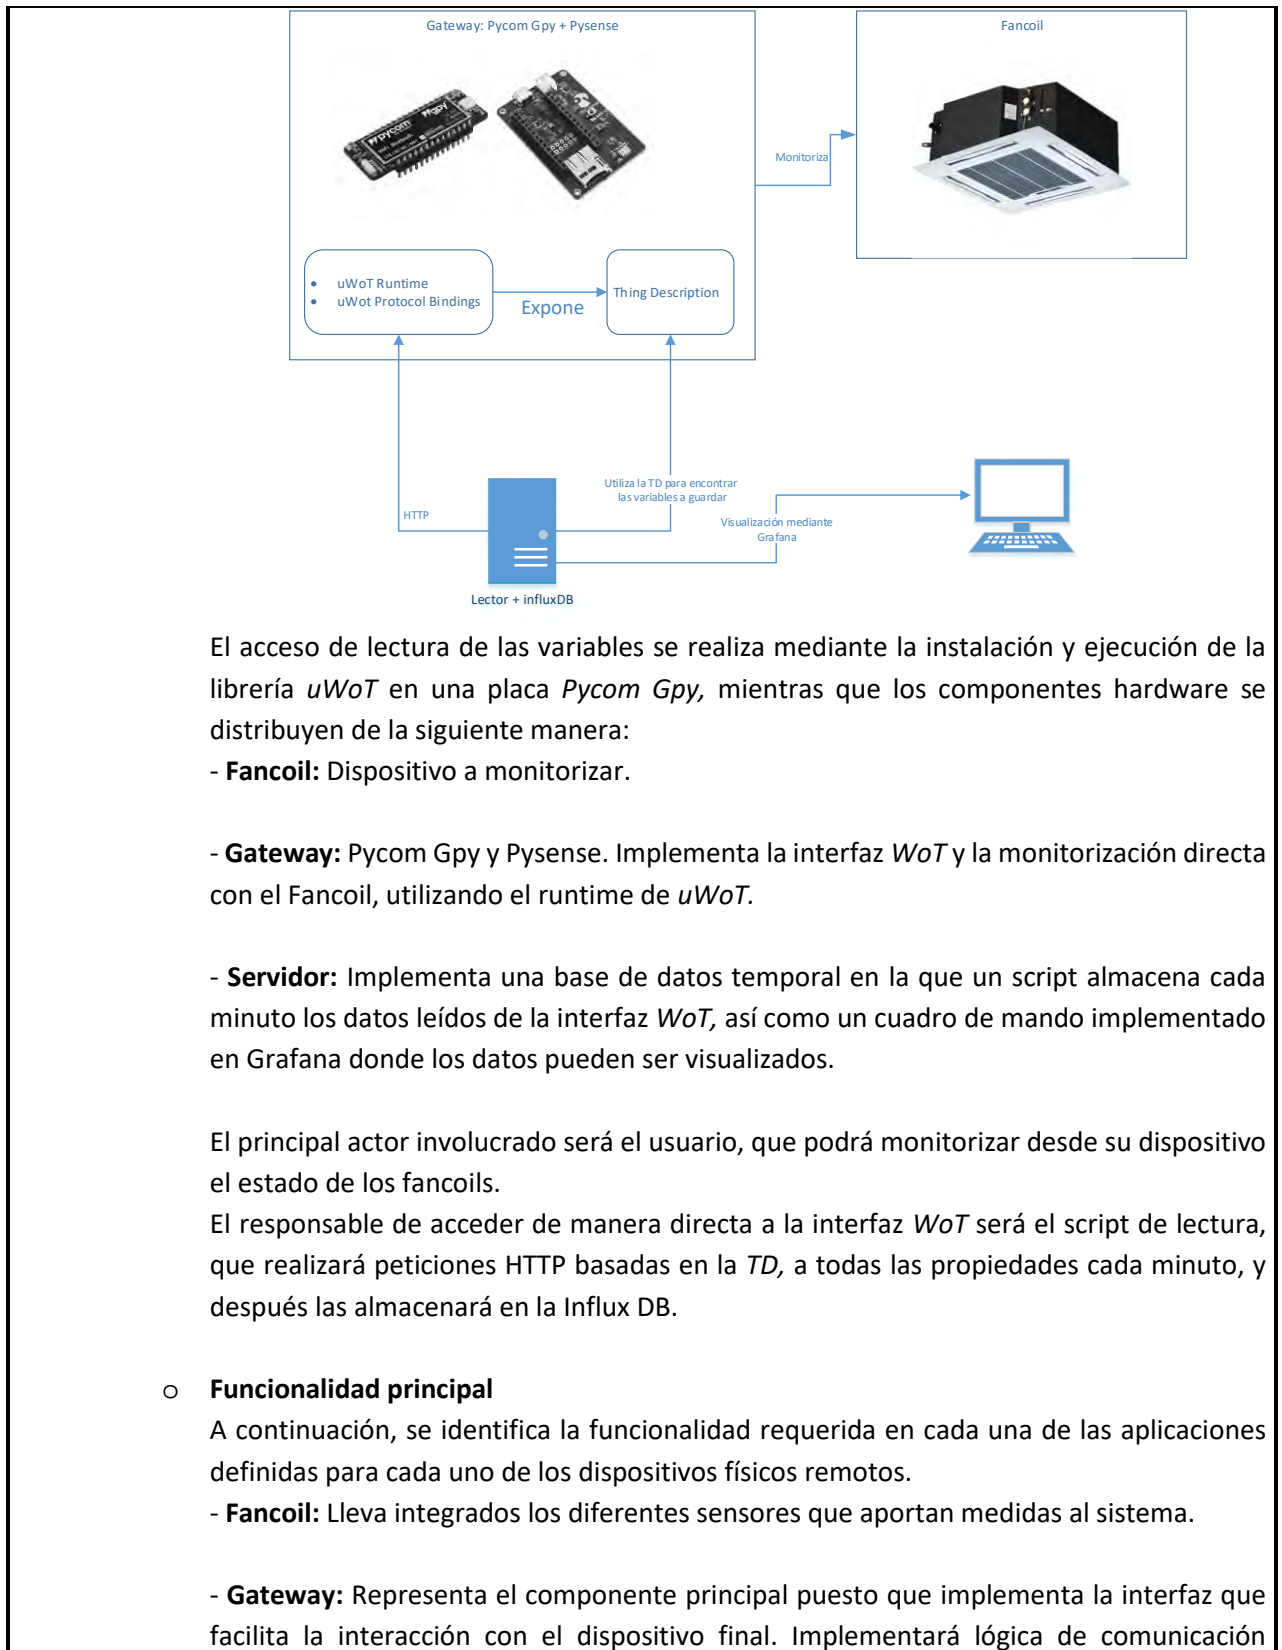 Gateway: Pycom Gpy + Pysense
Fancoil
pycom
gpy
Monitoriza
• uWoT Runtime
• uWot Protocol Bindings
Expone
Thing Description
HTTP
Utiliza la TD para encontrar
las variables a guardar
Visualización mediante
Grafana
Lector + influxDB
El acceso de lectura de las variables se realiza mediante la instalación y ejecución de la
librería uWoT en una placa Pycom Gpy, mientras que los componentes hardware se
distribuyen de la siguiente manera:
- Fancoil: Dispositivo a monitorizar.
- Gateway: Pycom Gpy y Pysense. Implementa la interfaz WoT y la monitorización directa
con el Fancoil, utilizando el runtime de uWoT.
- Servidor: Implementa una base de datos temporal en la que un script almacena cada
minuto los datos leídos de la interfaz WoT, así como un cuadro de mando implementado
en Grafana donde los datos pueden ser visualizados.
El principal actor involucrado será el usuario, que podrá monitorizar desde su dispositivo
el estado de los fancoils.
El responsable de acceder de manera directa a la interfaz WoT será el script de lectura,
que realizará peticiones HTTP basadas en la TD, a todas las propiedades cada minuto, y
después las almacenará en la Influx DB.
o Funcionalidad principal
A continuación, se identifica la funcionalidad requerida en cada una de las aplicaciones
definidas para cada uno de los dispositivos físicos remotos.
- Fancoil: Lleva integrados los diferentes sensores que aportan medidas al sistema.
- Gateway: Representa el componente principal puesto que implementa la interfaz que
facilita la interacción con el dispositivo final. Implementará lógica de comunicación